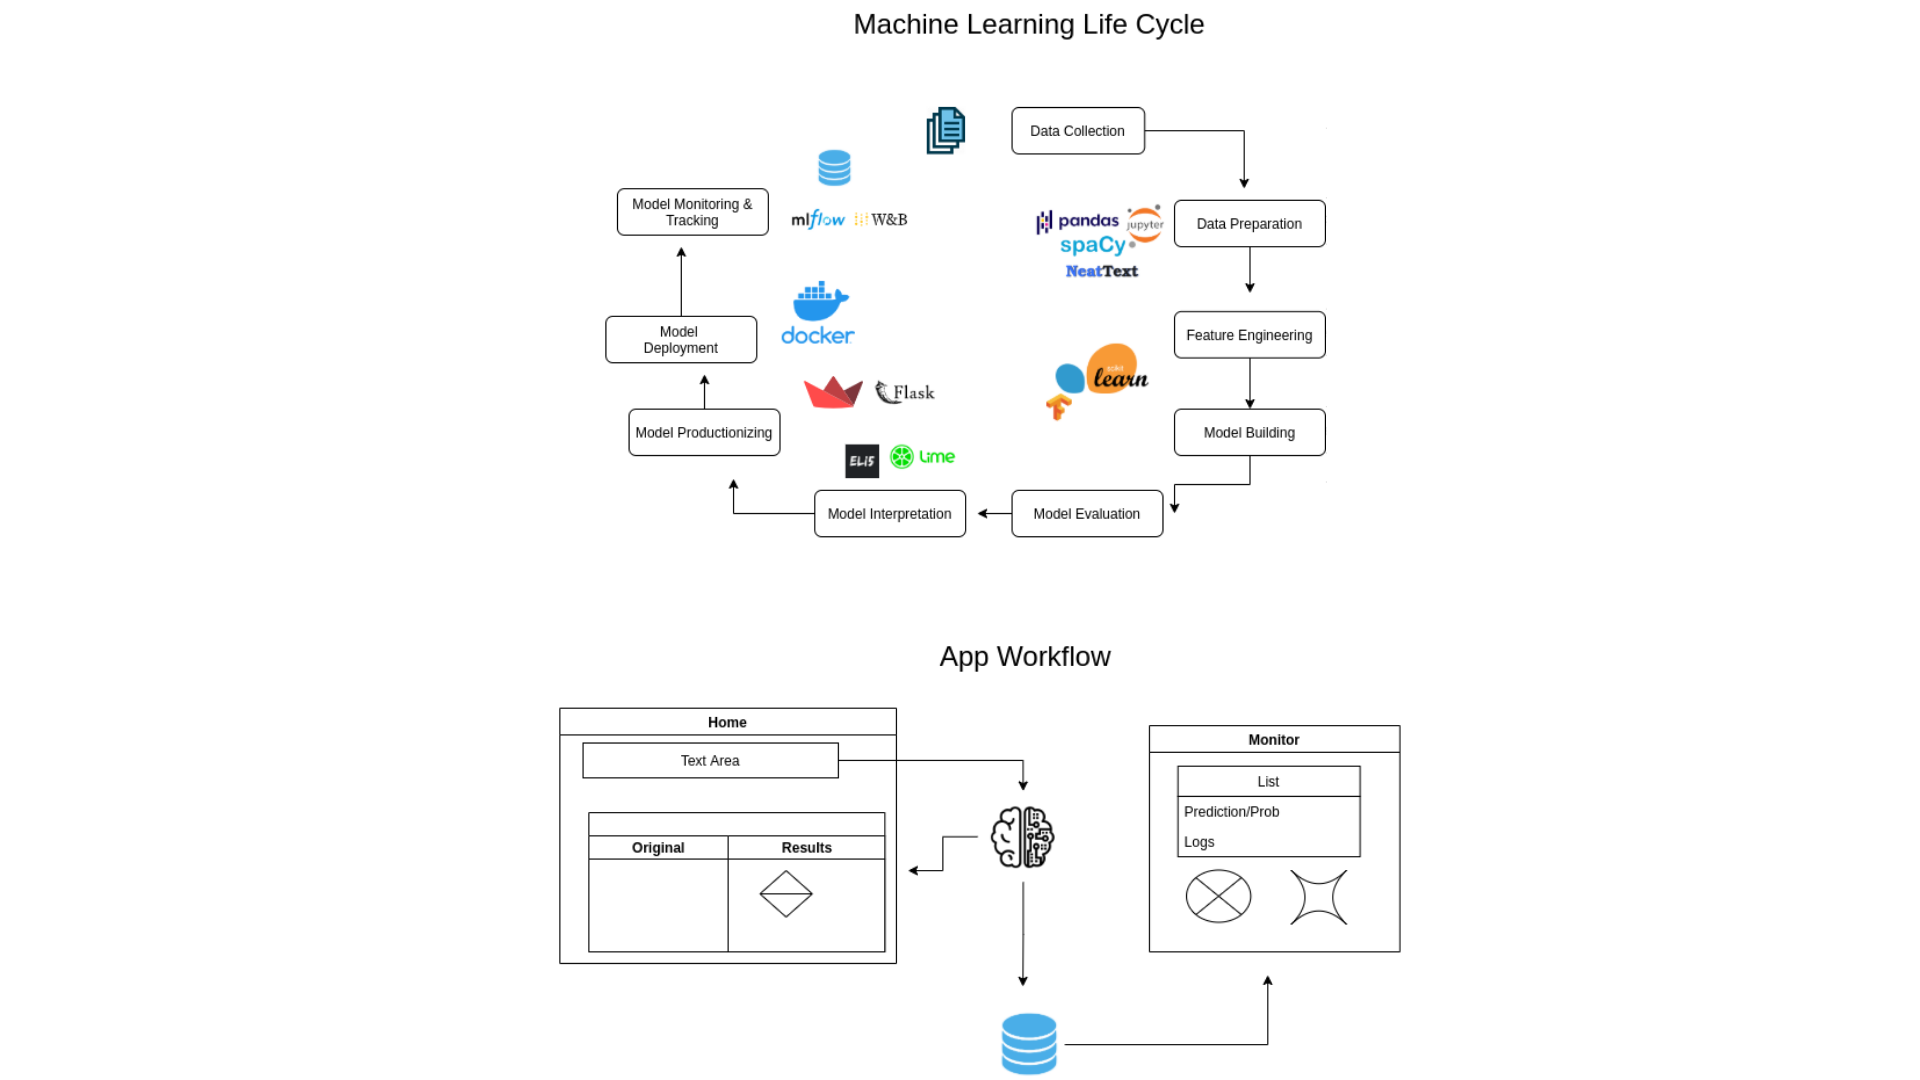 Machine Learning Life Cycle
Data Collection
Model Monitoring &
Tracking
mlflow
W&B
pandas
jupyter
spaCy
NeatText
Data Preparation
Model
Deployment
docker
Feature Engineering
scikit
learn
Flask
Model Productionizing
Model Building
ELI5
Lime
Model Interpretation
Model Evaluation
App Workflow
Home
Text Area
Original
Results
Monitor
List
Prediction/Prob
Logs